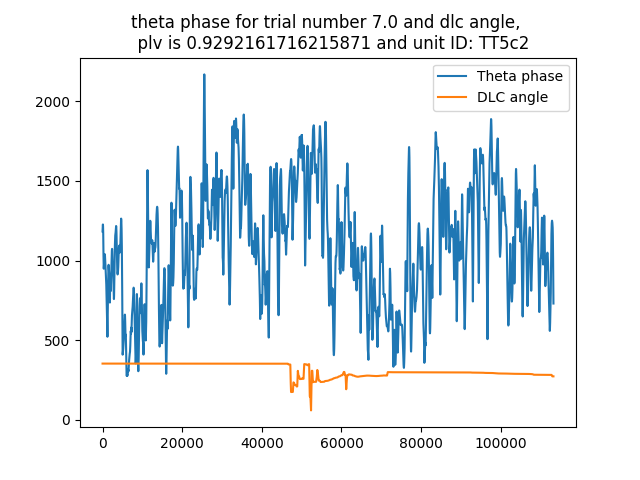 theta phase for trial number 7.0 and dlc angle,
plv is 0.9292161716215871 and unit ID: TT5c2
Theta phase
DLC angle
2000
1500
1000
500
0
0 20000 40000 60000 80000 100000